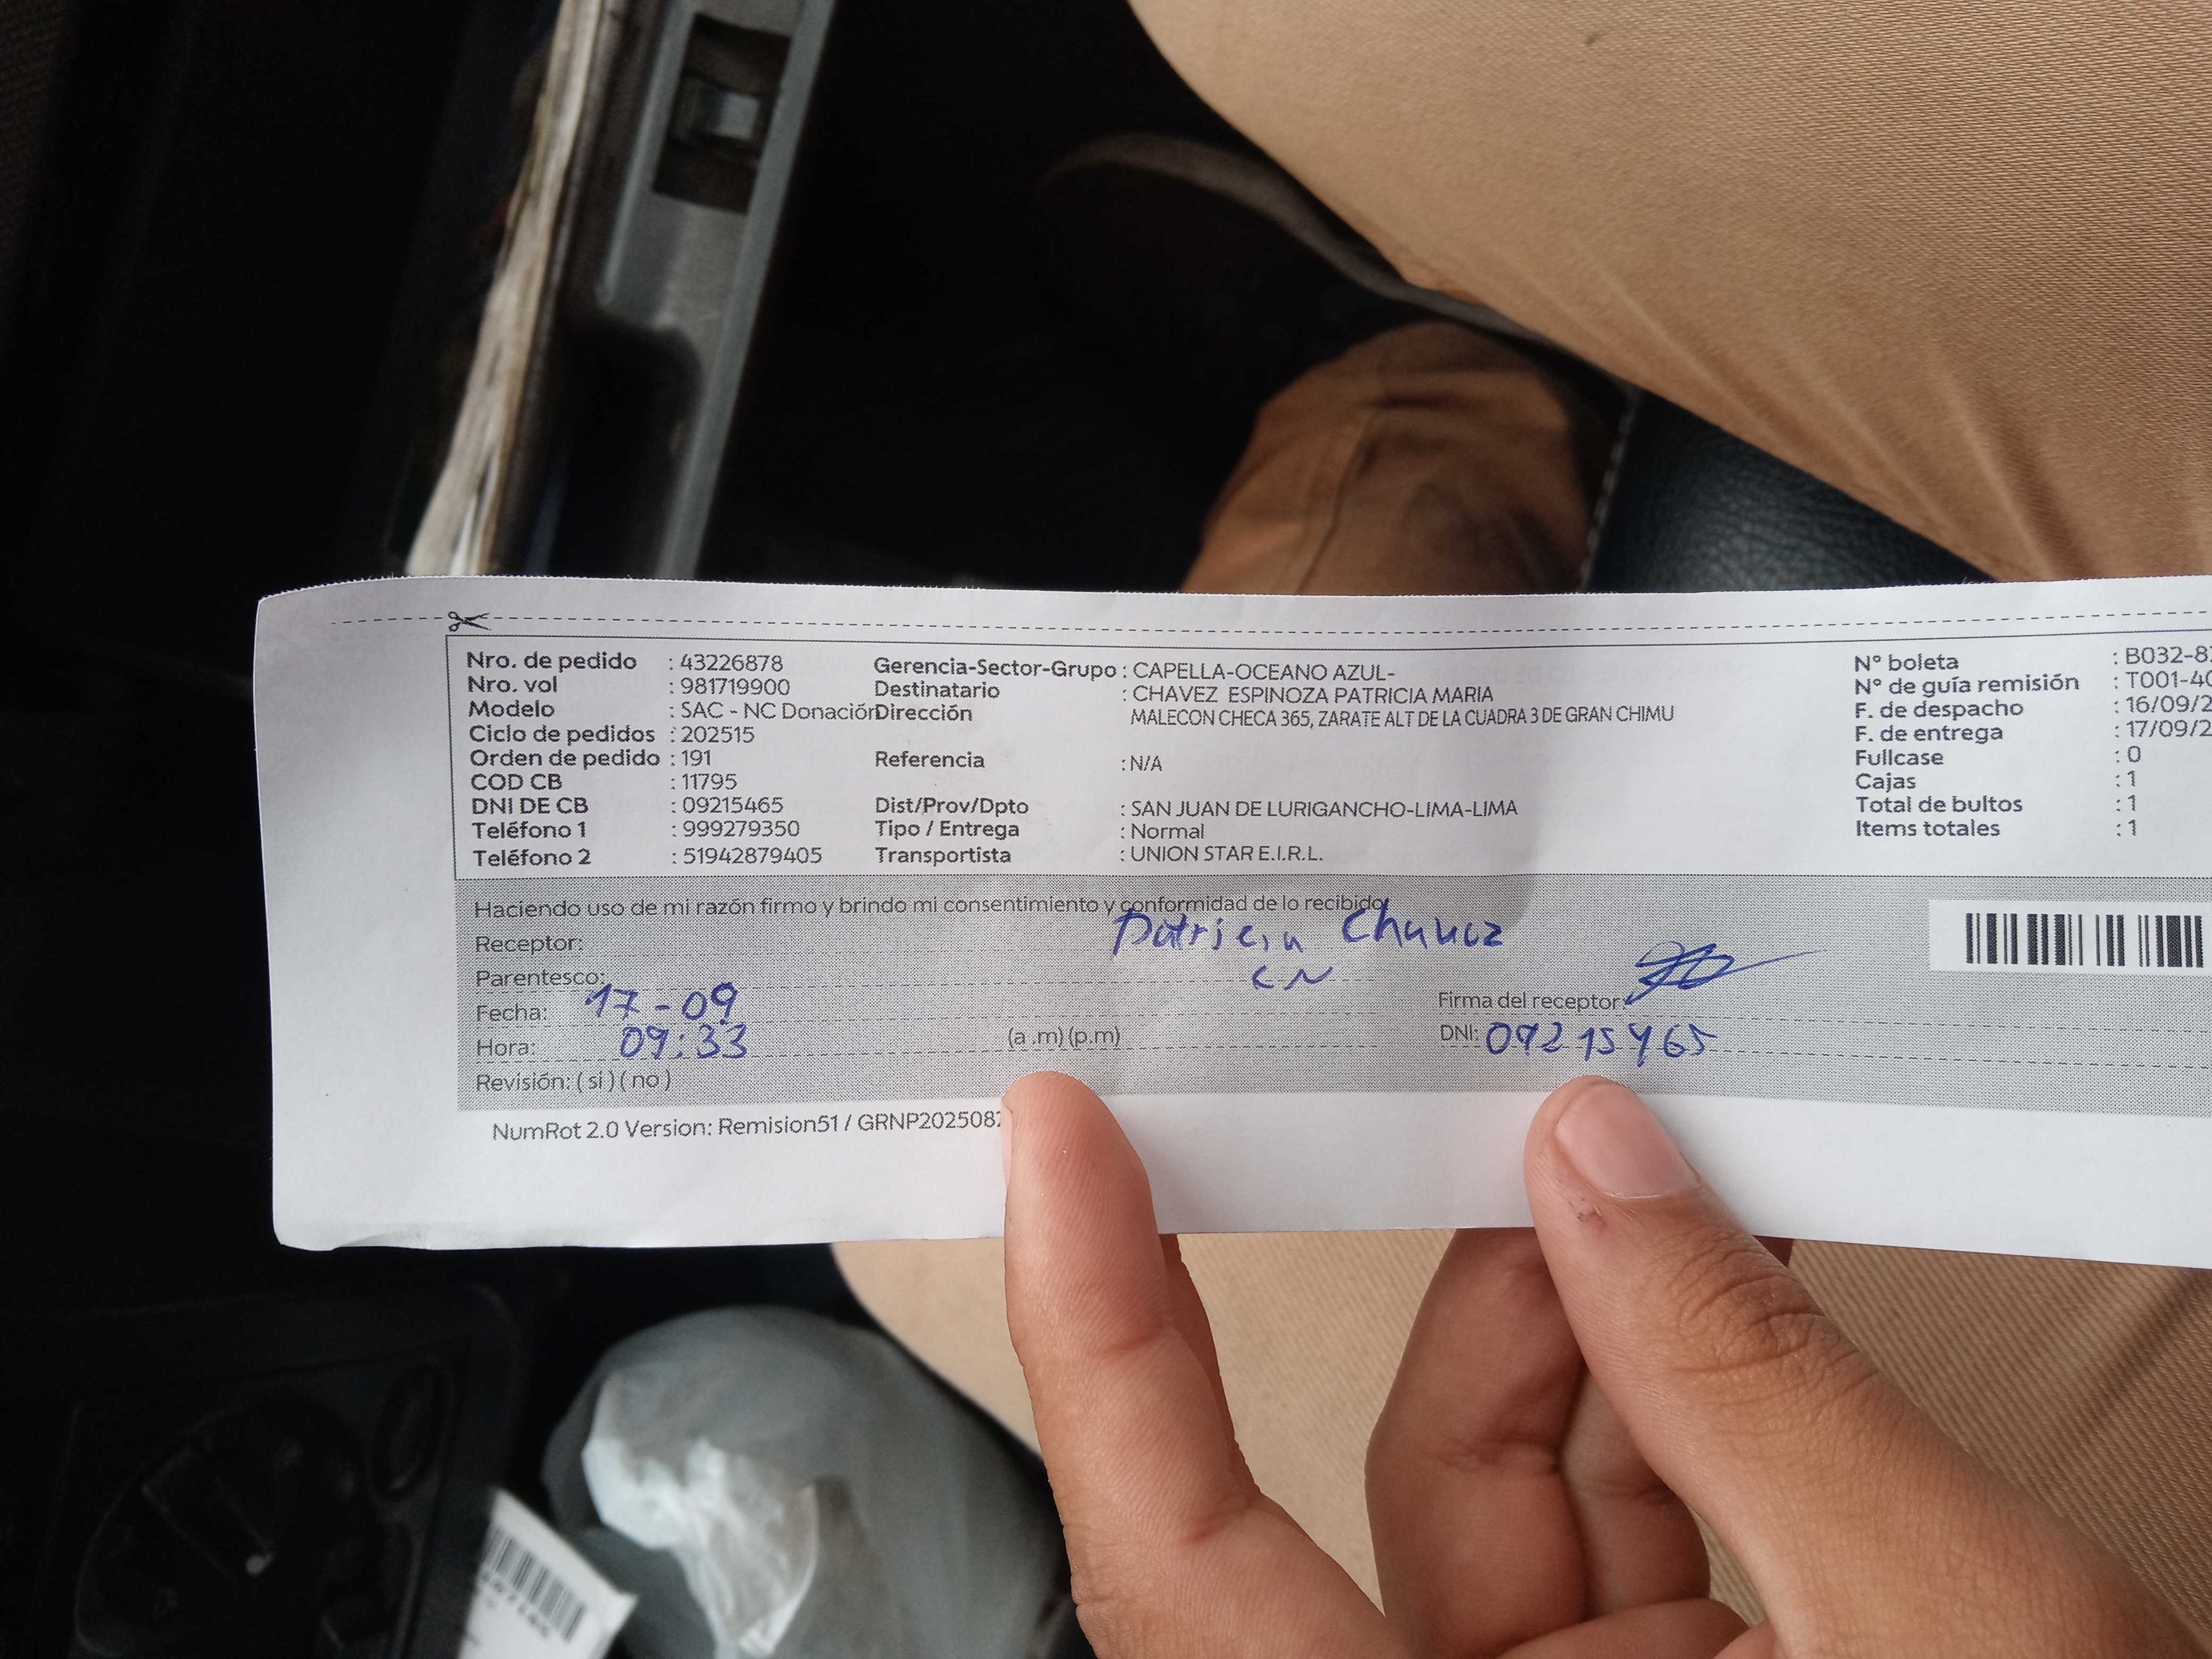 Nro. de pedido : 43226878
Nro. vol : 981719900
Modelo : SAC - NC Donación
Ciclo de pedidos : 202515
Orden de pedido : 191
COD CB : 11795
DNI DE CB : 09215465
Teléfono 1 : 999279350
Teléfono 2 : 51942879405
Gerencia-Sector-Grupo : CAPELLA-OCEANO AZUL-
Destinatario : CHAVEZ ESPINOZA PATRICIA MARIA
Dirección MALECON CHECA 365, ZARATE ALT DE LA CUADRA 3 DE GRAN CHIMU
Referencia : N/A
Dist/Prov/Dpto : SAN JUAN DE LURIGANCHO-LIMA-LIMA
Tipo / Entrega : Normal
Transportista : UNION STAR E.I.R.L.
N° boleta : B032-8
N° de guía remisión : T001-40
F. de despacho : 16/09/2
F. de entrega : 17/09/2
Fullcase : 0
Cajas : 1
Total de bultos : 1
Items totales : 1
Haciendo uso de mi razón firmo y brindo mi consentimiento y conformidad de lo recibido
Receptor: Patricia Chavez
Parentesco: CN
Fecha: 17-09
Firma del receptor:
Hora: 09:33 (a .m) (p.m)
DNI: 09215465
Revisión: ( si ) ( no )
NumRot 2.0 Version: Remision51 / GRNP202508